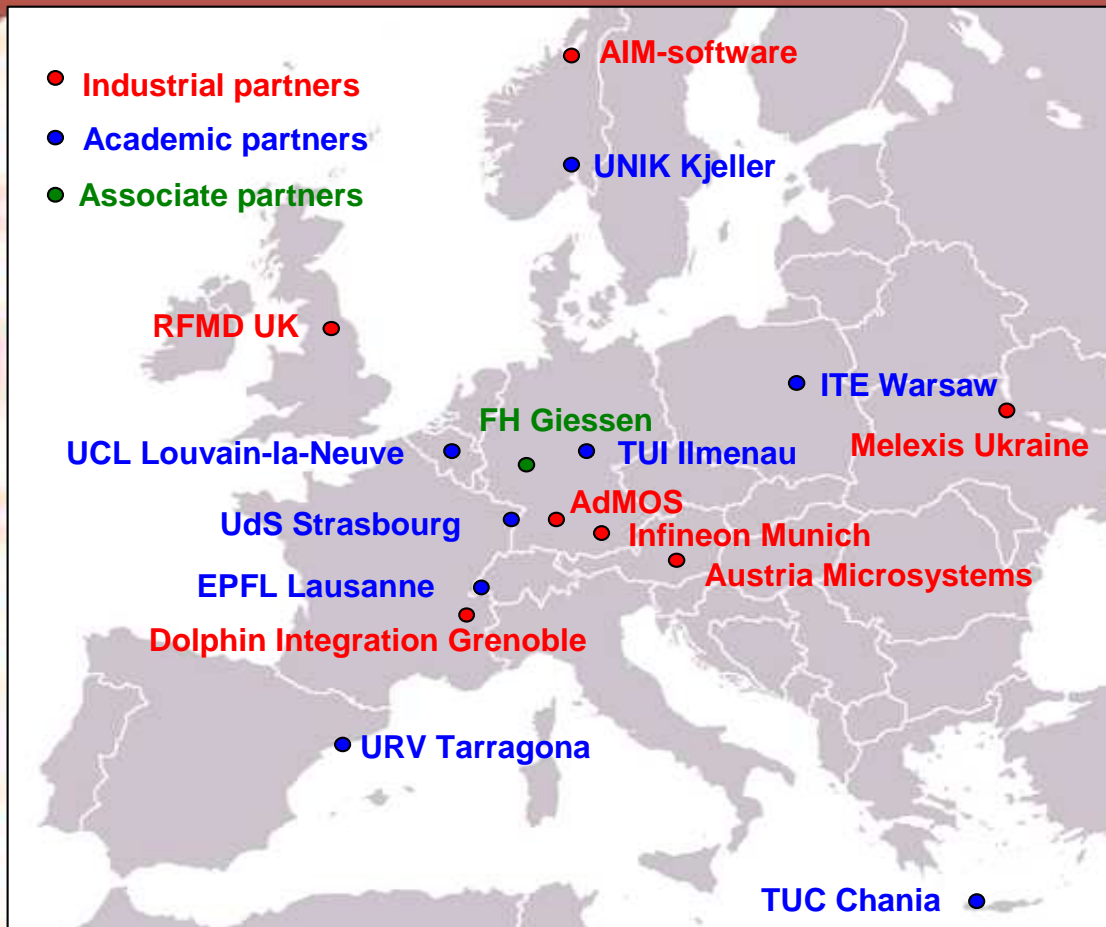 AIM-software
Industrial partners
Academic partners
UNIK Kjeller
Associate partners
RFMD UK
ITE Warsaw
FH Giessen
Melexis Ukraine
UCL Louvain-la-Neuve
TUI Ilmenau
AdMOS
UdS Strasbourg
Infineon Munich
Austria Microsystems
EPFL Lausanne
Dolphin Integration Grenoble
URV Tarragona
TUC Chania